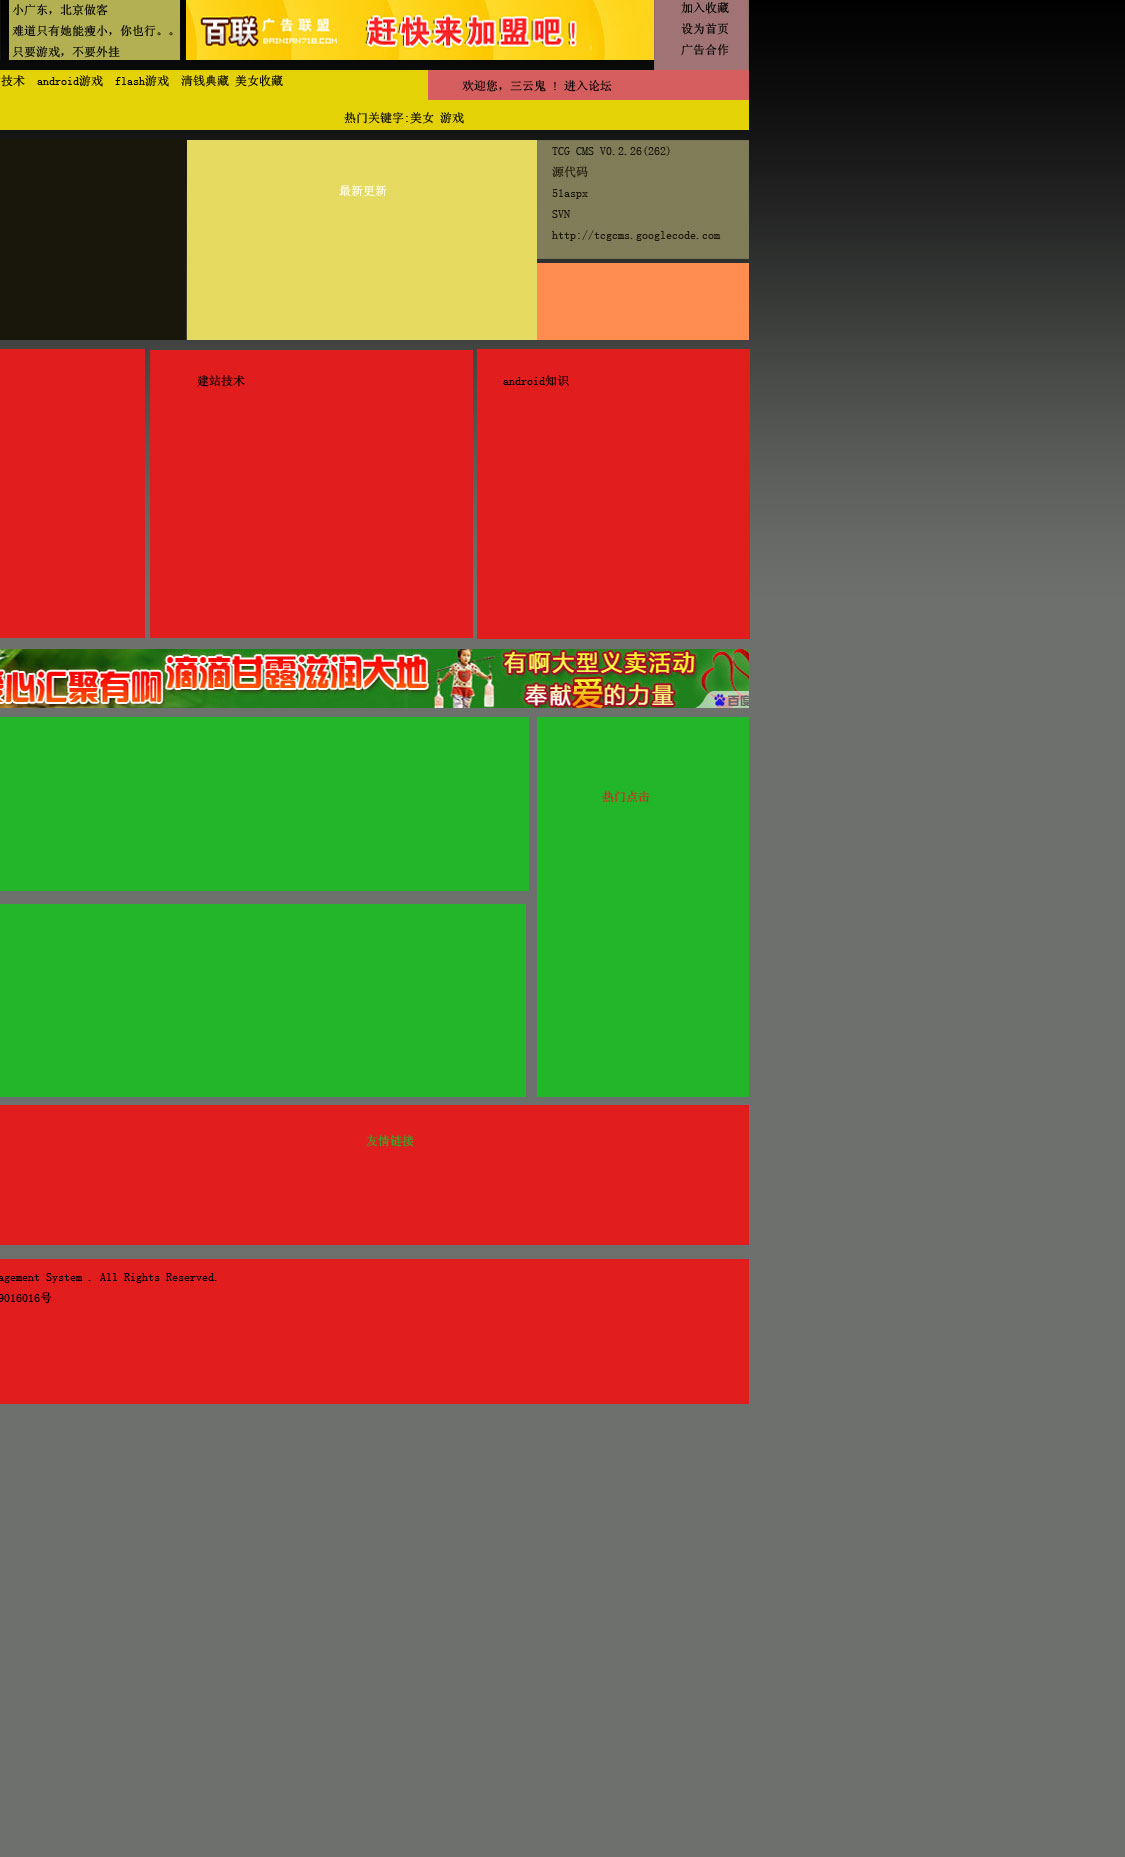 小广东，北京做客
难道只有她能瘦小，你也行。。
只要游戏，不要外挂
百联 广告联盟 赶快来加盟吧！
BAINIAN718.COM
加入收藏
设为首页
广告合作
技术 android游戏 flash游戏 清钱典藏 美女收藏
欢迎您，三云鬼 ! 进入论坛
热门关键字:美女 游戏
最新更新
TCG CMS V0.2.26(262)
源代码
51aspx
SVN
http://tcgcms.googlecode.com
建站技术
android知识
心汇聚有啊 滴滴甘露滋润大地
有啊大型义卖活动
奉献爱的力量
热门点击
友情链接
agement System . All Rights Reserved.
9016016号